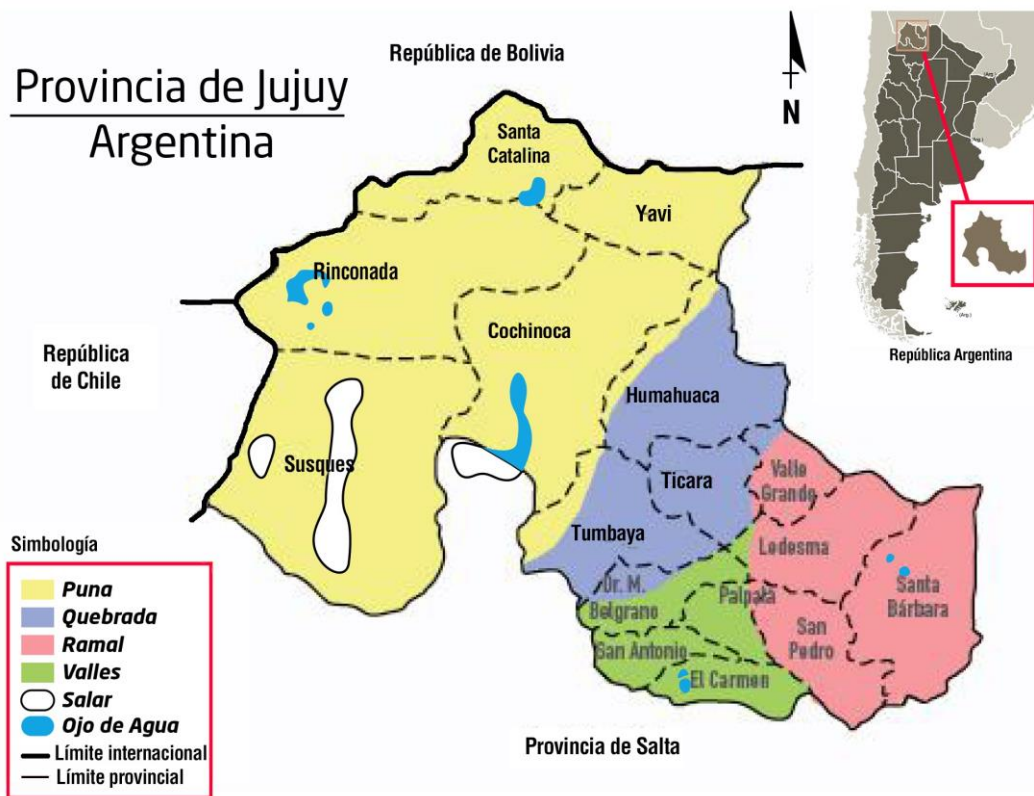 Provincia de Jujuy
Argentina
República de Bolivia
N
Santa
Catalina
Yavi
Rinconada
Cochinoca
República
de Chile
Humahuaca
Susques
Ticara
Valle
Grande
Tumbaya
Ledesma
Dr. M.
Belgrano
Palpalá
Santa
Bárbara
San
Pedro
San Antonio
El Carmen
Provincia de Salta
Simbología
Puna
Quebrada
Ramal
Valles
Salar
Ojo de Agua
Límite internacional
Límite provincial
(Arg.)
(Arg.)
República Argentina